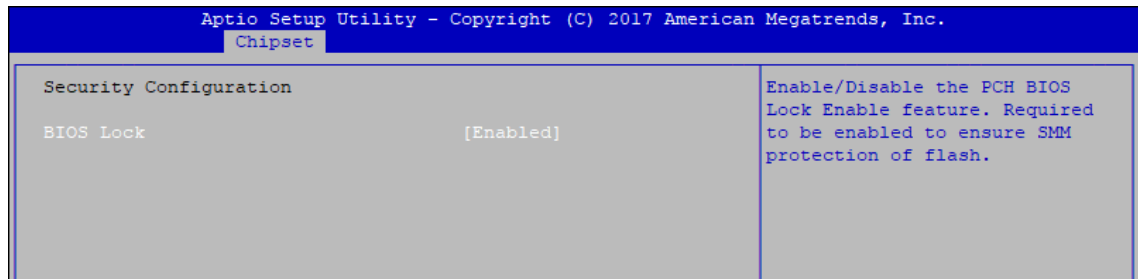 Aptio Setup Utility – Copyright (C) 2017 American Megatrends, Inc.
Chipset
Security Configuration
BIOS Lock [Enabled]
Enable/Disable the PCH BIOS
Lock Enable feature. Required
to be enabled to ensure SMM
protection of flash.